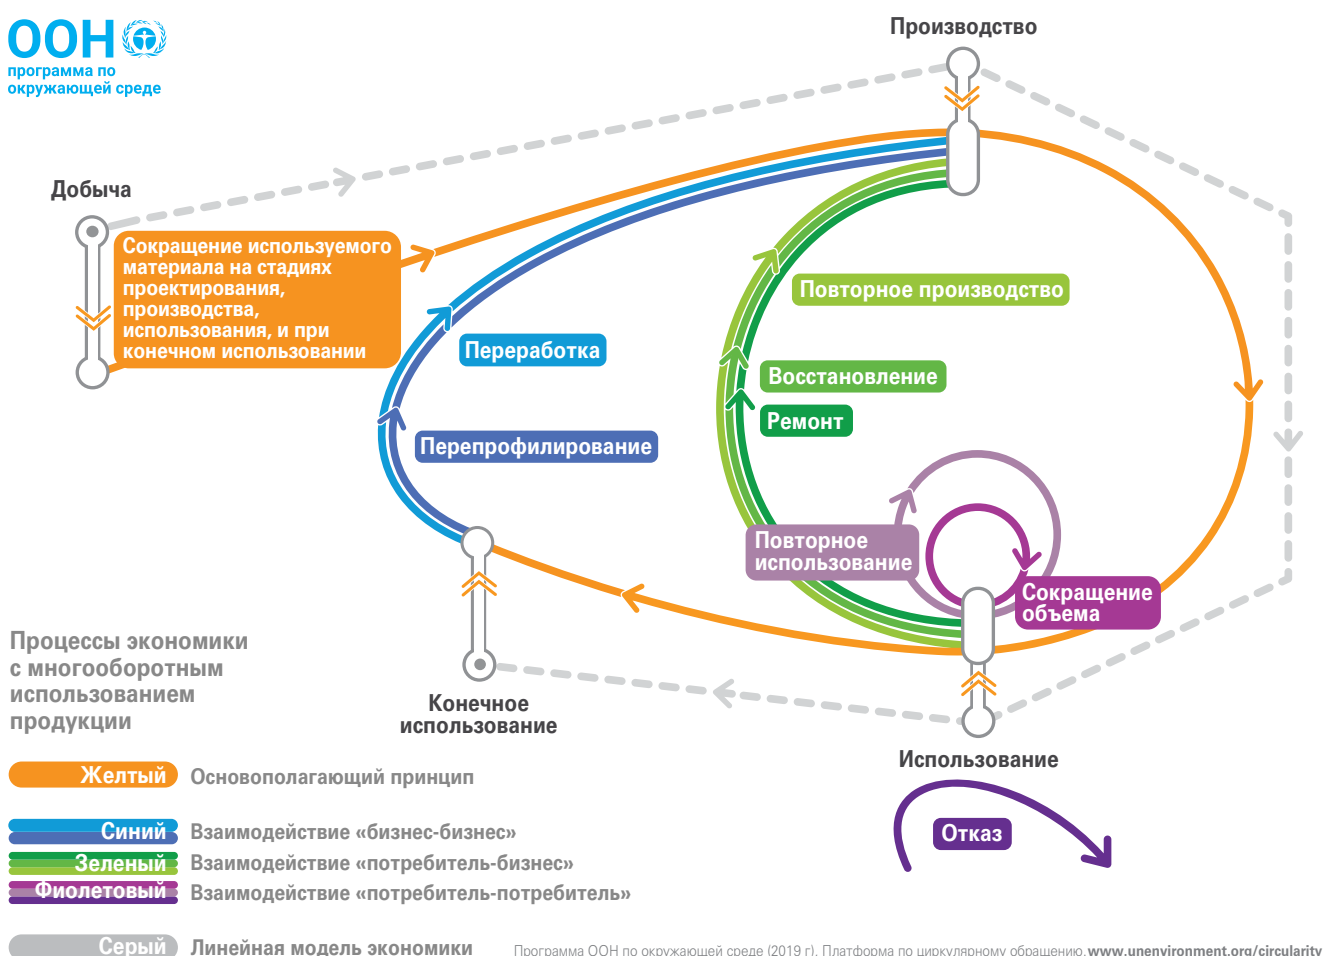 ООН
программа по
окружающей среде
Производство
Добыча
Сокращение используемого
материала на стадиях
проектирования,
производства,
использования, и при
конечном использовании
Повторное производство
Переработка
Восстановление
Ремонт
Перепрофилирование
Повторное
использование
Сокращение
объема
Процессы экономики
с многооборотным
использованием
продукции
Конечное
использование
Использование
Отказ
Желтый Основополагающий принцип
Синий Взаимодействие «бизнес-бизнес»
Зеленый Взаимодействие «потребитель-бизнес»
Фиолетовый Взаимодействие «потребитель-потребитель»
Серый Линейная модель экономики
Программа ООН по окружающей среде (2019 г). Платформа по циркулярному обращению. www.unenvironment.org/circularity